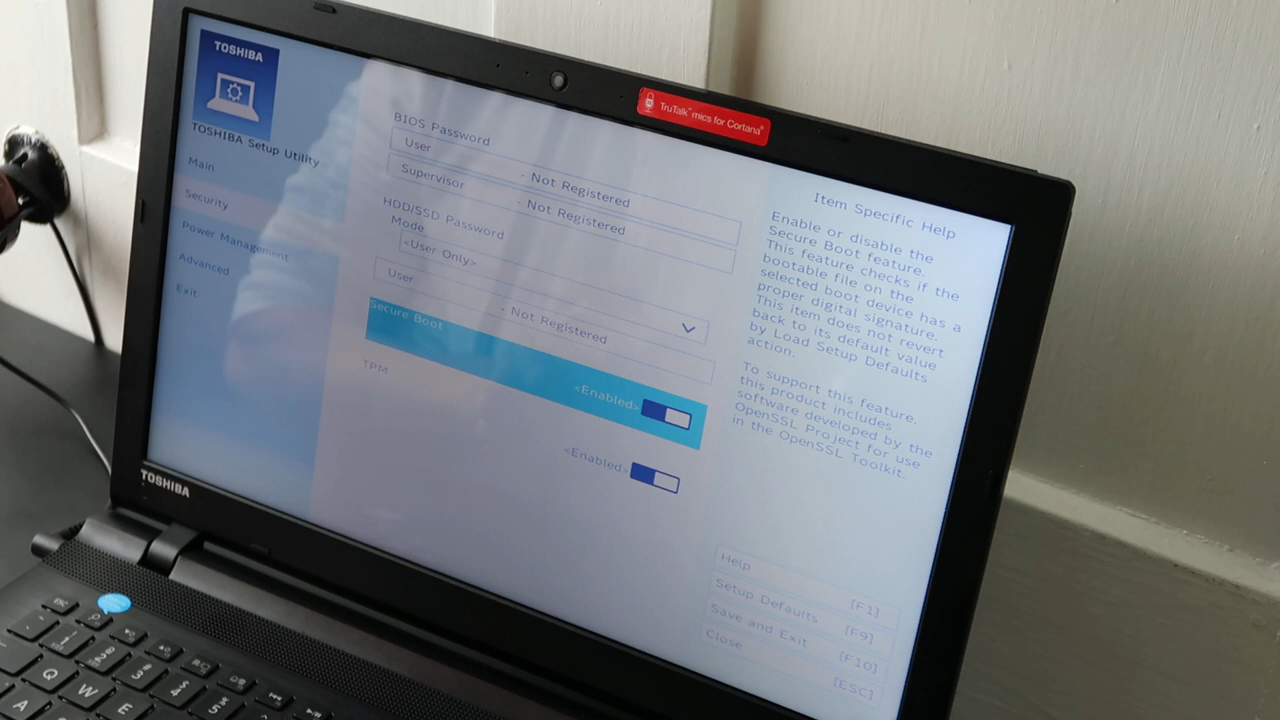 TruTalk™ mics for Cortana®
TOSHIBA
TOSHIBA Setup Utility
Main
Security
Power Management
Advanced
Exit
BIOS Password
User - Not Registered
Supervisor - Not Registered
HDD/SSD Password
Mode
<User Only>
User - Not Registered
Secure Boot
<Enabled>
TPM
<Enabled>
Item Specific Help
Enable or disable the
Secure Boot feature.
This feature checks if the
bootable file on the
selected boot device has a
proper digital signature.
This item does not revert
back to its default value
by Load Setup Defaults
action.
To support this feature,
this product includes
software developed by the
OpenSSL Project for use
in the OpenSSL Toolkit.
Help [F1]
Setup Defaults [F9]
Save and Exit [F10]
Close [ESC]
TOSHIBA
1
2
3
4
5
Q
W
E
A